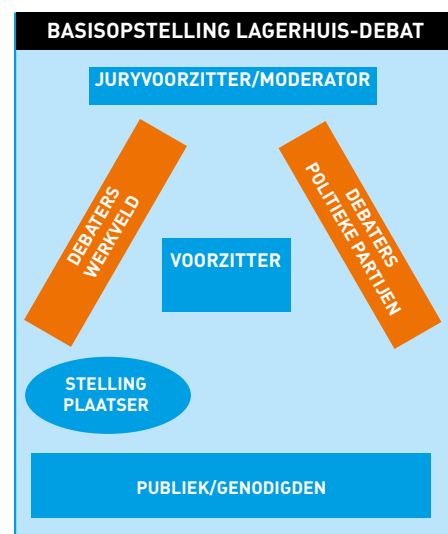 BASISOPSTELLING LAGERHUIS-DEBAT
JURYVOORZITTER/MODERATOR
DEBATERS
WERKVELD
DEBATERS
POLITIEKE PARTIJEN
VOORZITTER
STELLING
PLAATSER
PUBLIEK/GENODIGDEN